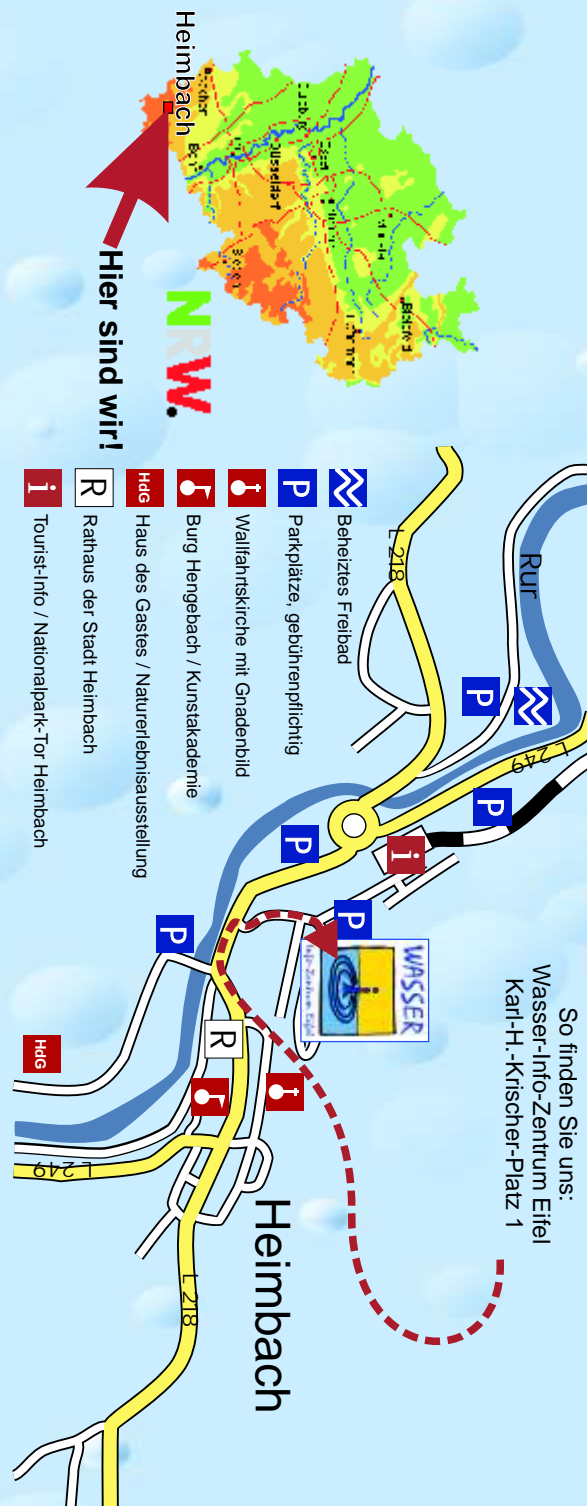 Heimbach
Hier sind wir!
NRW.
Beheiztes Freibad
P Parkplätze, gebührenpflichtig
Wallfahrtskirche mit Gnadenbild
Burg Hengebach / Kunstakademie
HdG Haus des Gastes / Naturerlebnisausstellung
R Rathaus der Stadt Heimbach
i Tourist-Info / Nationalpark-Tor Heimbach
Rur
L 218
L 249
P
P
P
P
P
i
R
HdG
L 249
L 218
WASSER
Heimbach
So finden Sie uns:
Wasser-Info-Zentrum Eifel
Karl-H.-Krischer-Platz 1